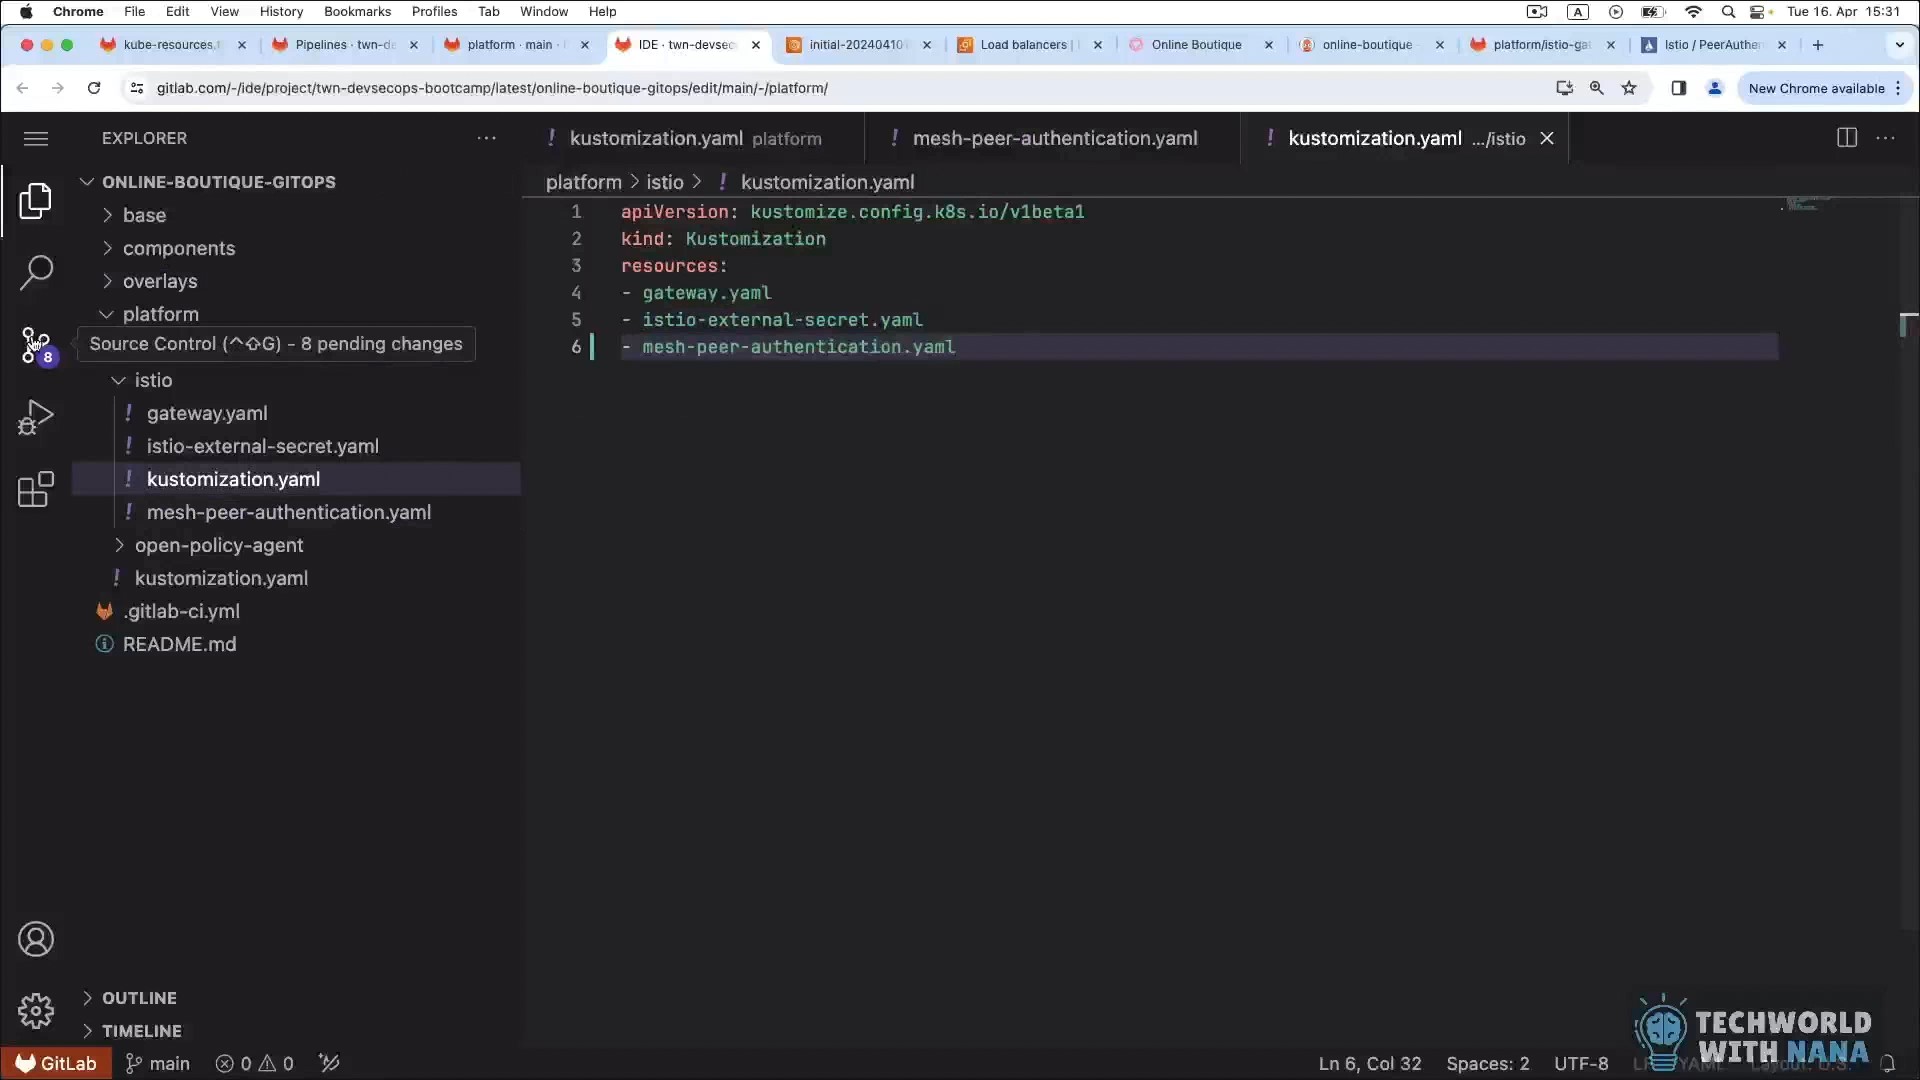 Chrome File Edit View History Bookmarks Profiles Tab Window Help
A
Tue 16. Apr 15:31
kube-resources.
Pipelines · twn-de
platform · main ·
IDE · twn-devsec
initial-20240410
Load balancers |
Online Boutique
online-boutique
platform/istio-gat
Istio / PeerAuthen
gitlab.com/-/ide/project/twn-devsecops-bootcamp/latest/online-boutique-gitops/edit/main/-/platform/
New Chrome available
EXPLORER
kustomization.yaml platform
mesh-peer-authentication.yaml
kustomization.yaml .../istio
ONLINE-BOUTIQUE-GITOPS
base
components
overlays
platform
Source Control (^⇧G) - 8 pending changes
8
istio
gateway.yaml
istio-external-secret.yaml
kustomization.yaml
mesh-peer-authentication.yaml
open-policy-agent
kustomization.yaml
.gitlab-ci.yml
README.md
OUTLINE
TIMELINE
platform > istio > ! kustomization.yaml
1 apiVersion: kustomize.config.k8s.io/v1beta1
2 kind: Kustomization
3 resources:
4 - gateway.yaml
5 - istio-external-secret.yaml
6 - mesh-peer-authentication.yaml
TECHWORLD
WITH NANA
GitLab main 0 0
Ln 6, Col 32 Spaces: 2 UTF-8